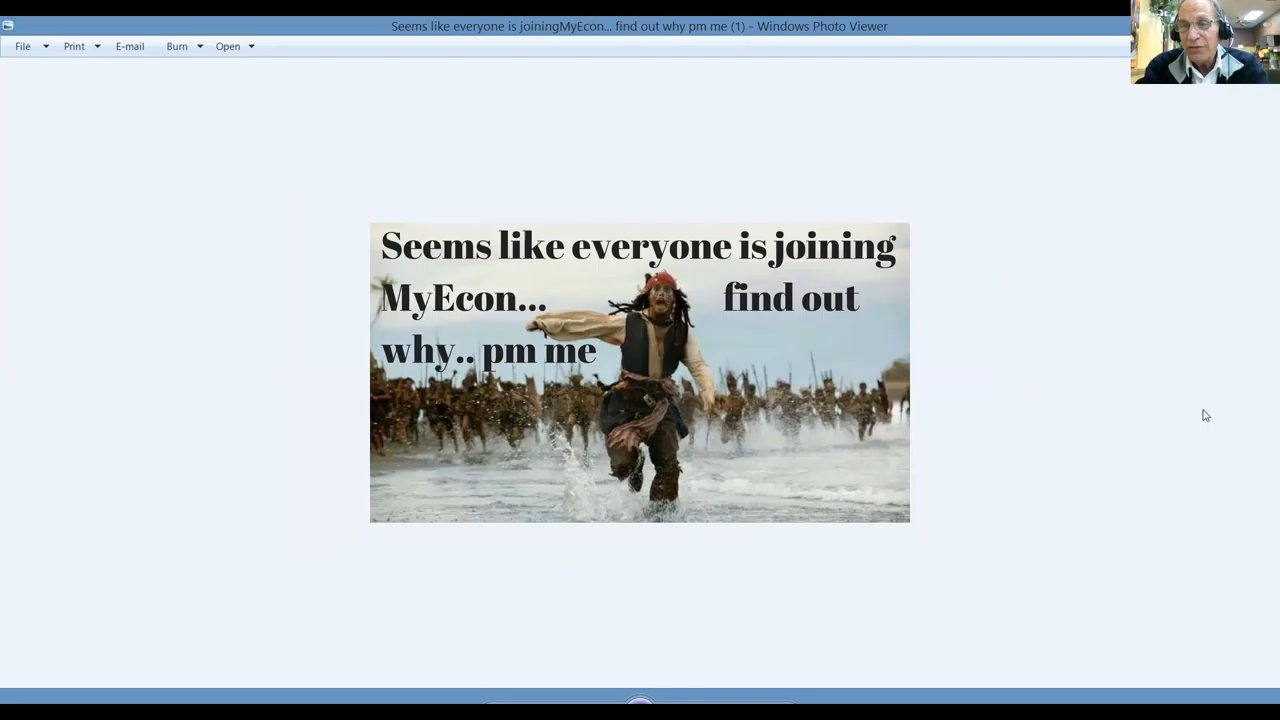 Seems like everyone is joiningMyEcon... find out why pm me (1) - Windows Photo Viewer
File Print E-mail Burn Open
Seems like everyone is joining
MyEcon... find out
why.. pm me